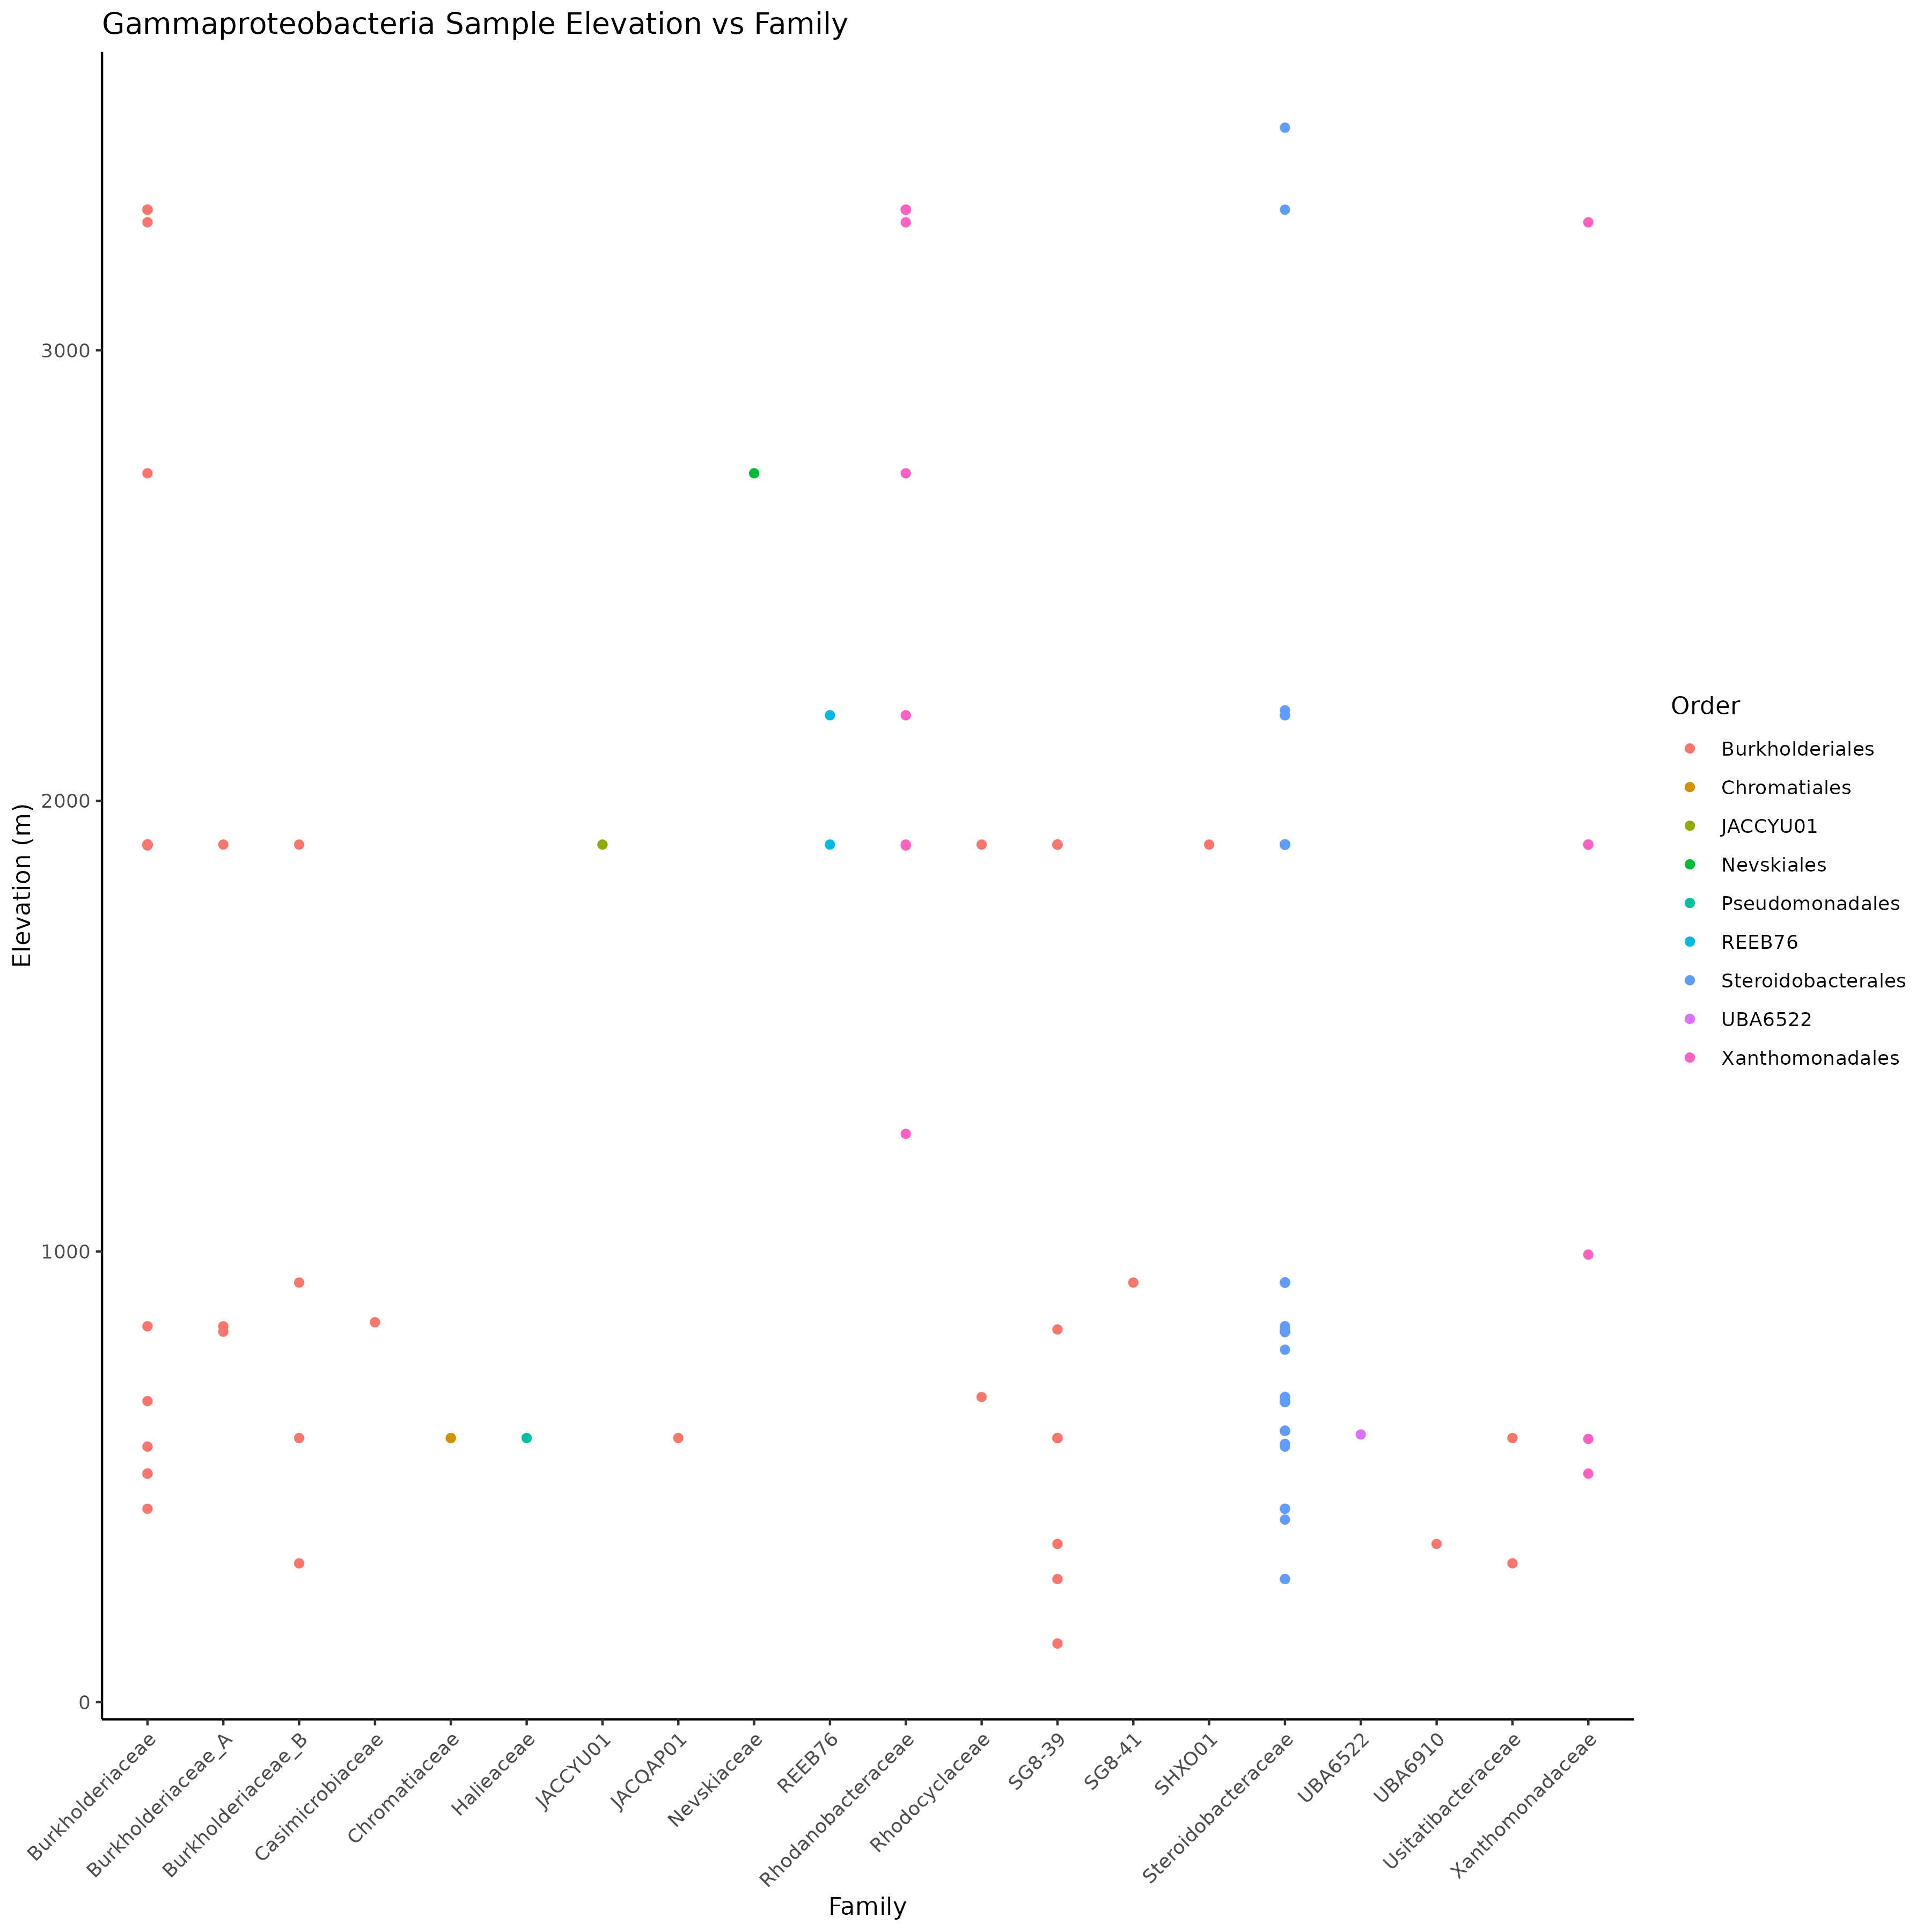 Gammaproteobacteria Sample Elevation vs Family
Elevation (m)
3000
2000
1000
0
Burkholderiaceae
Burkholderiaceae_A
Burkholderiaceae_B
Casimicrobiaceae
Chromatiaceae
Halieaceae
JACCYU01
JACQAP01
Nevskiaceae
REEB76
Rhodanobacteraceae
Rhodocyclaceae
SG8-39
SG8-41
SHXO01
Steroidobacteraceae
UBA6522
UBA6910
Usitatibacteraceae
Xanthomonadaceae
Family
Order
Burkholderiales
Chromatiales
JACCYU01
Nevskiales
Pseudomonadales
REEB76
Steroidobacterales
UBA6522
Xanthomonadales